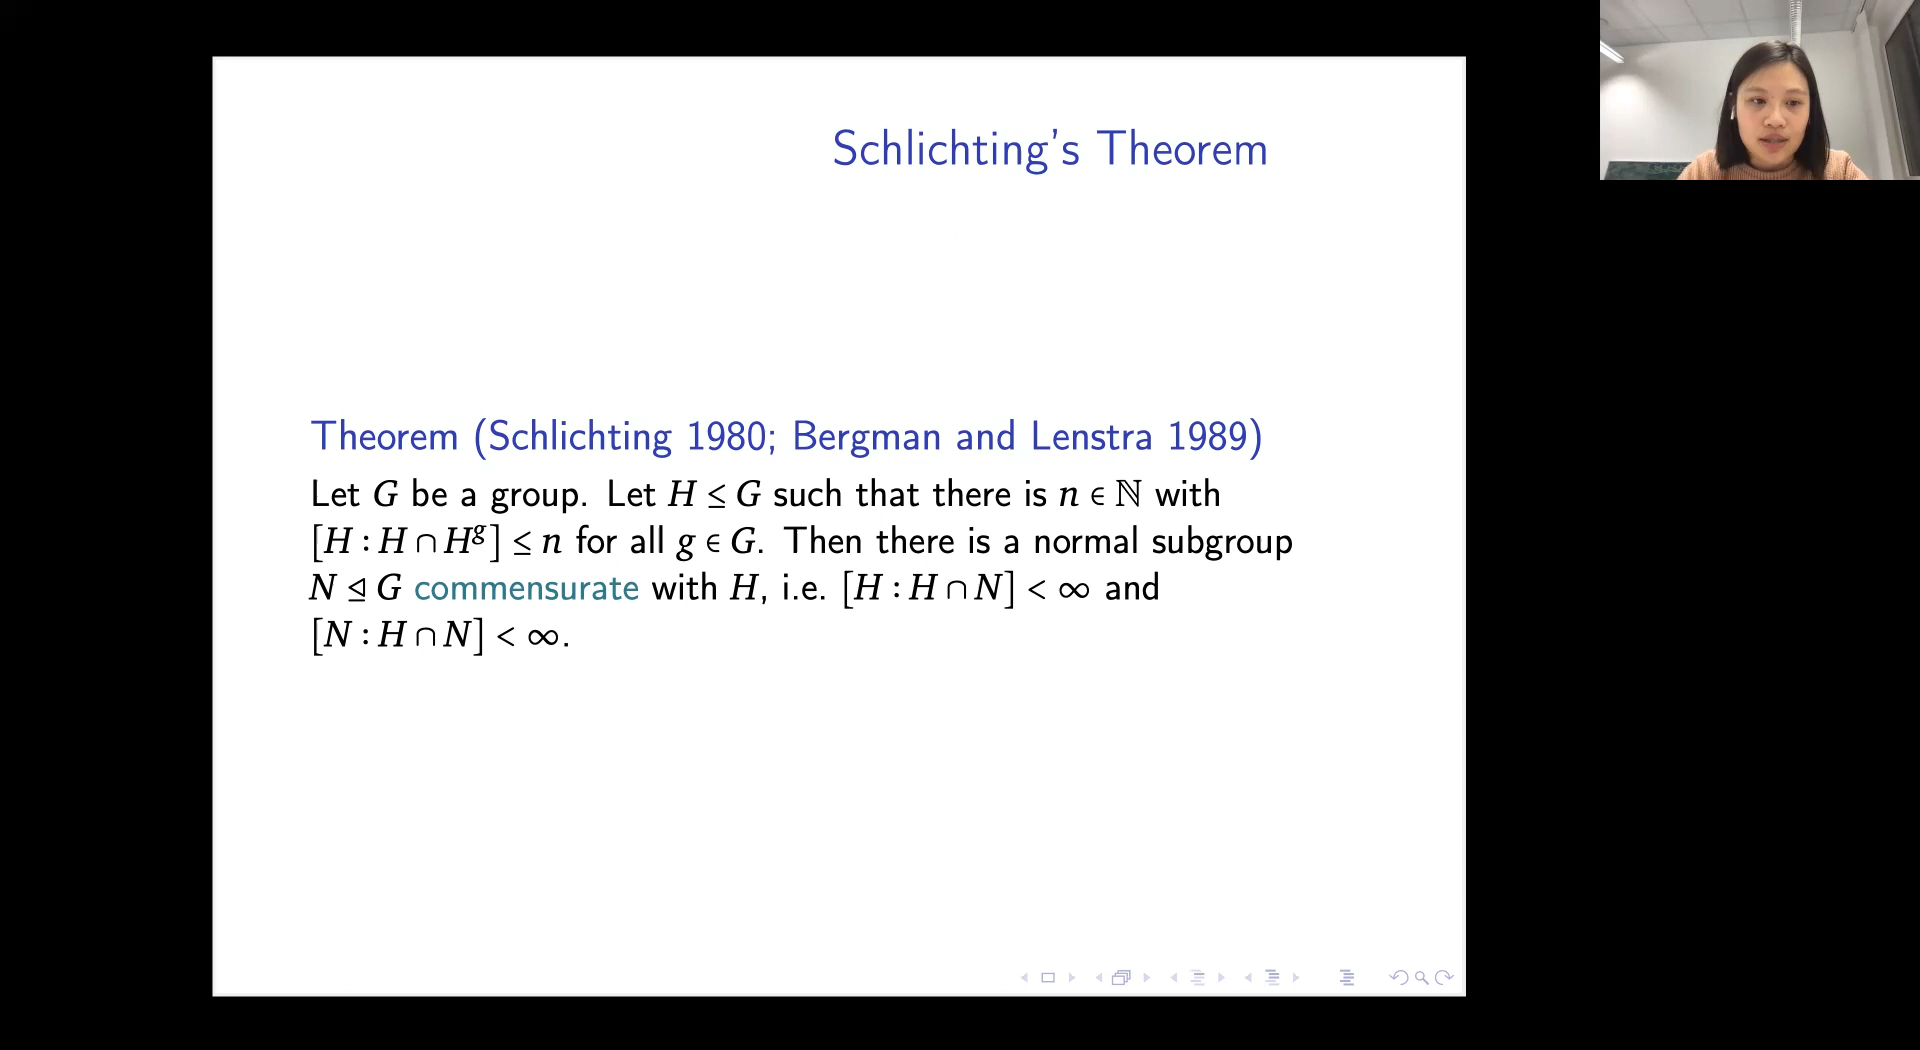 Schlichting's Theorem
Theorem (Schlichting 1980; Bergman and Lenstra 1989)
Let G be a group. Let H ≤ G such that there is n ∈ ℕ with
[H : H ∩ H^g] ≤ n for all g ∈ G. Then there is a normal subgroup
N ⊴ G commensurate with H, i.e. [H : H ∩ N] < ∞ and
[N : H ∩ N] < ∞.